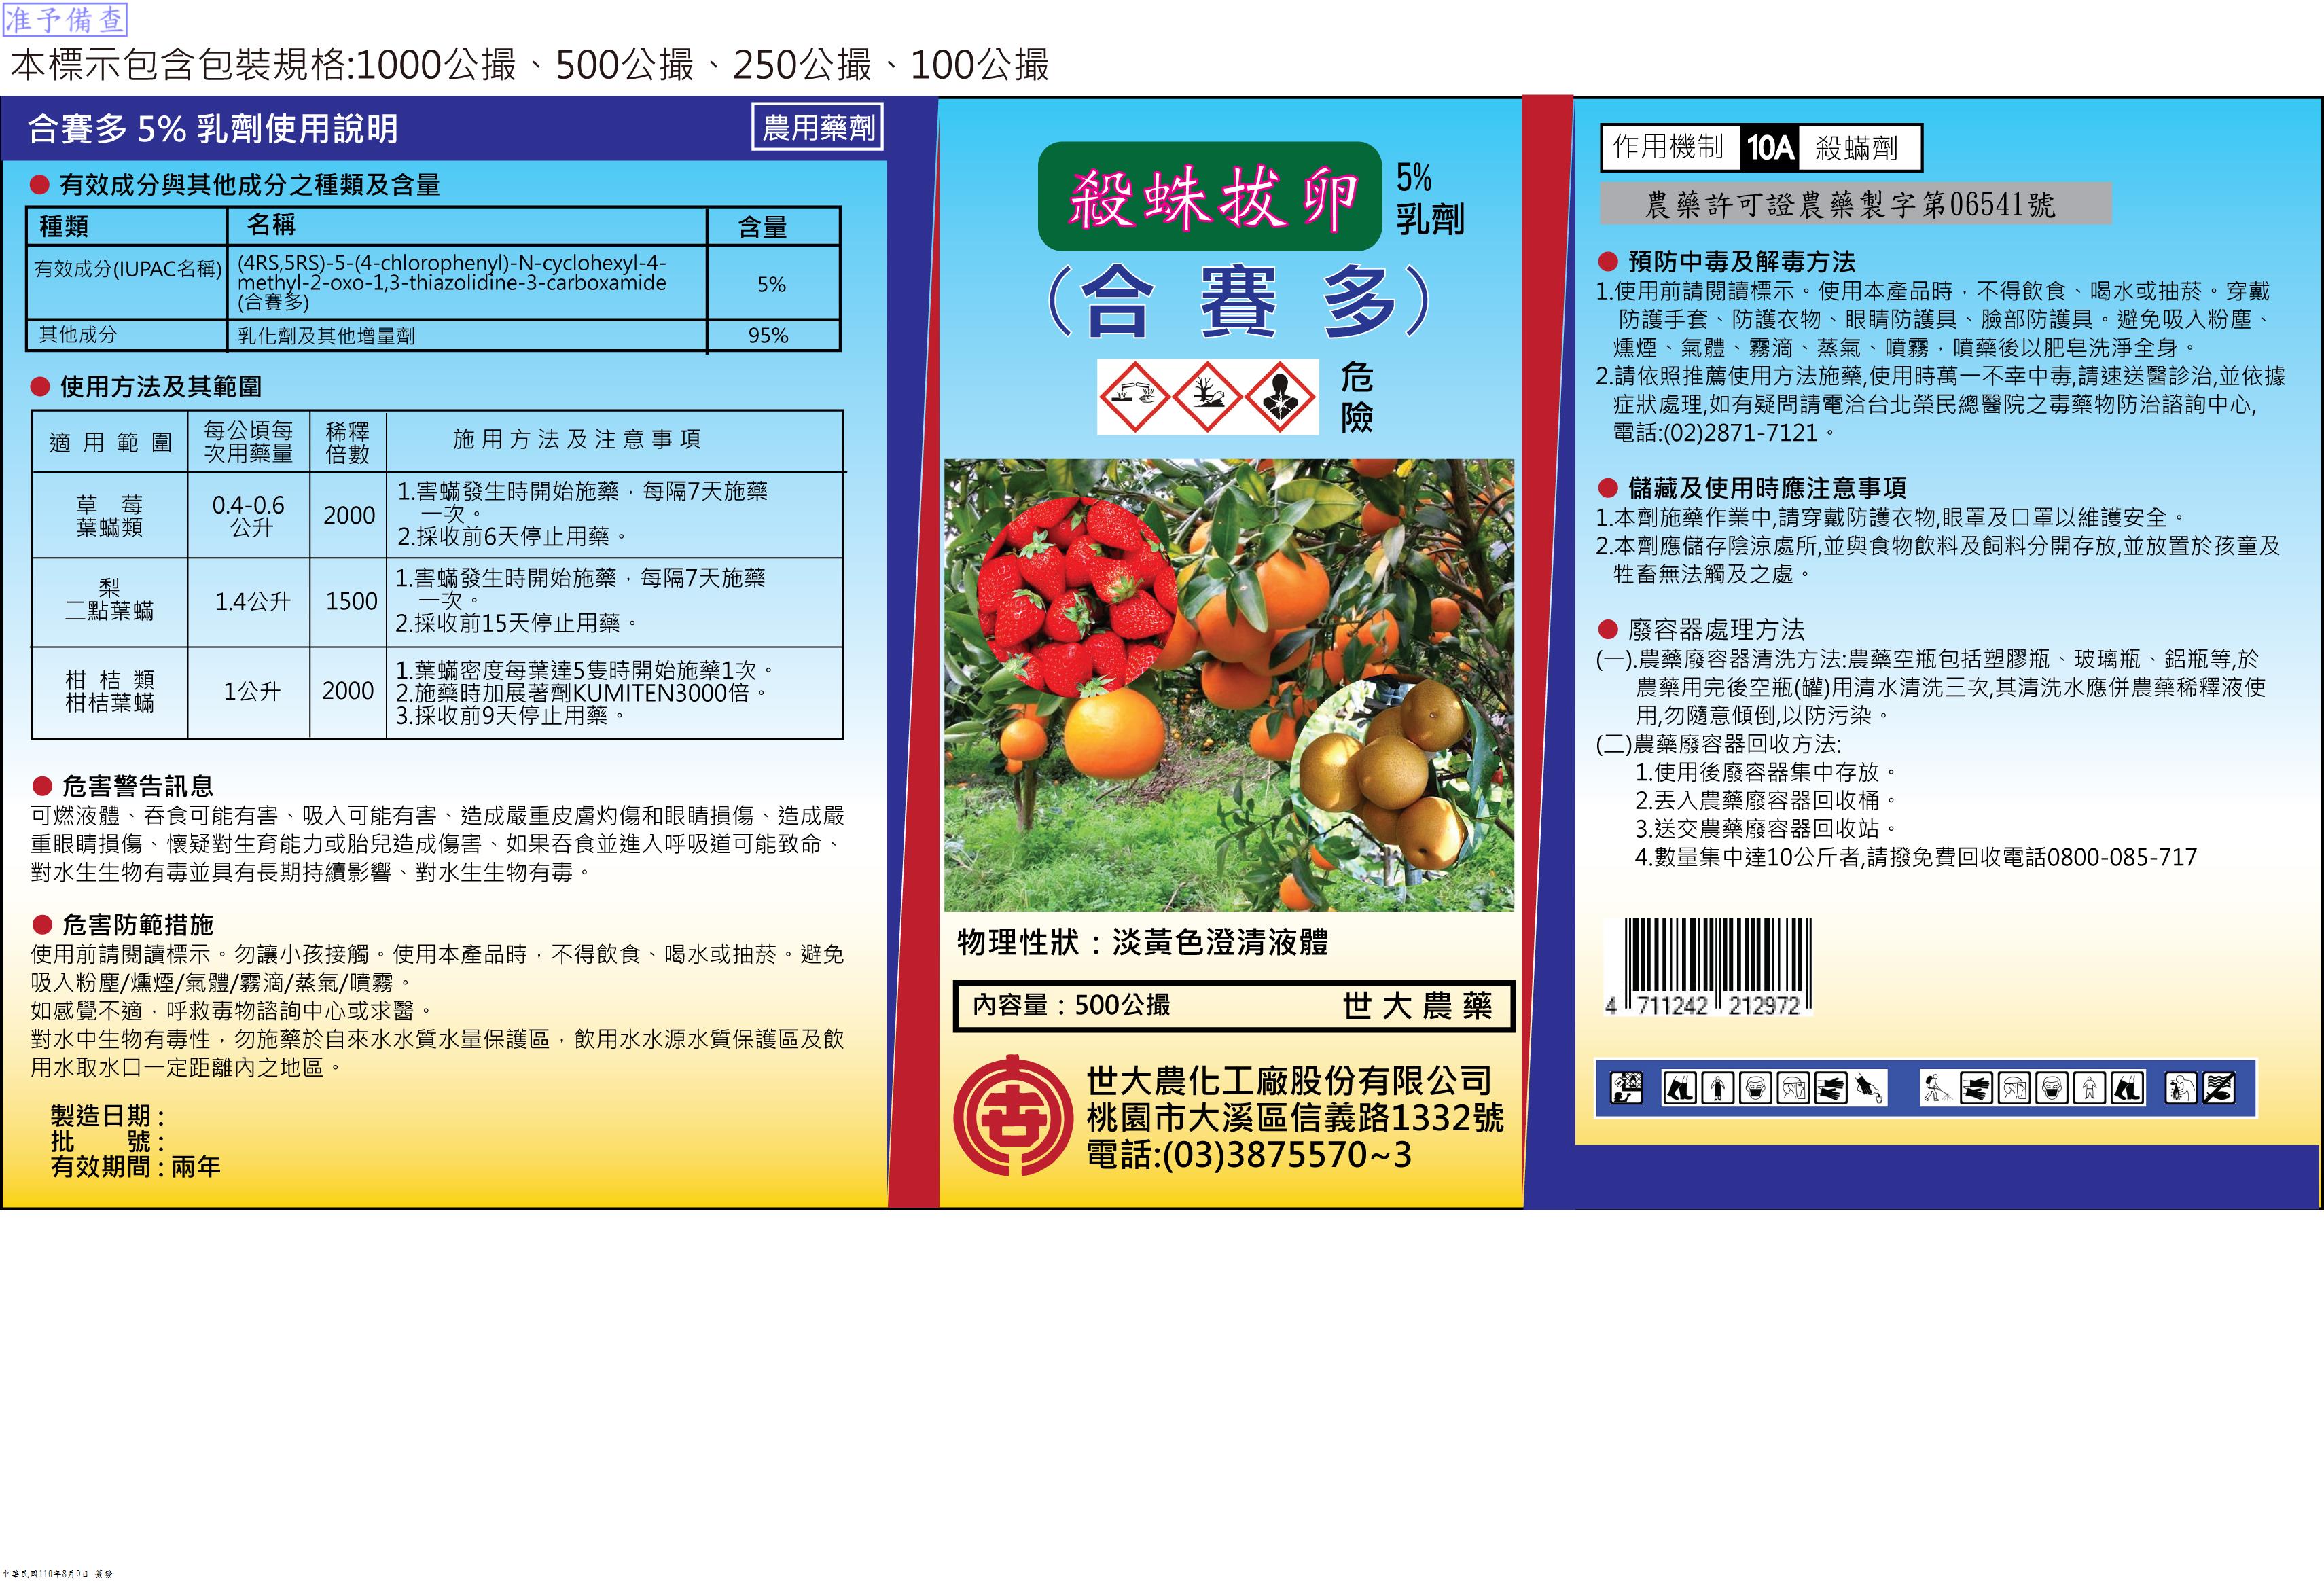 准予備查
本標示包含包裝規格:1000公撮、500公撮、250公撮、100公撮
合賽多 5% 乳劑使用說明
農用藥劑
● 有效成分與其他成分之種類及含量
種類 名稱 含量
有效成分(IUPAC名稱) (4RS,5RS)-5-(4-chlorophenyl)-N-cyclohexyl-4-
methyl-2-oxo-1,3-thiazolidine-3-carboxamide 5%
(合賽多)
其他成分 乳化劑及其他增量劑 95%
● 使用方法及其範圍
適用範圍 每公頃每次用藥量 稀釋倍數 施用方法及注意事項
草莓 葉蟎類 0.4-0.6公升 2000
1.害蟎發生時開始施藥，每隔7天施藥
一次。
2.採收前6天停止用藥。
梨 二點葉蟎 1.4公升 1500
1.害蟎發生時開始施藥，每隔7天施藥
一次。
2.採收前15天停止用藥。
柑桔類 柑桔葉蟎 1公升 2000
1.葉蟎密度每葉達5隻時開始施藥1次。
2.施藥時加展著劑KUMITEN3000倍。
3.採收前9天停止用藥。
● 危害警告訊息
可燃液體、吞食可能有害、吸入可能有害、造成嚴重皮膚灼傷和眼睛損傷、造成嚴
重眼睛損傷、懷疑對生育能力或胎兒造成傷害、如果吞食並進入呼吸道可能致命、
對水生生物有毒並具有長期持續影響、對水生生物有毒。
● 危害防範措施
使用前請閱讀標示。勿讓小孩接觸。使用本產品時，不得飲食、喝水或抽菸。避免
吸入粉塵/燻煙/氣體/霧滴/蒸氣/噴霧。
如感覺不適，呼救毒物諮詢中心或求醫。
對水中生物有毒性，勿施藥於自來水水質水量保護區，飲用水水源水質保護區及飲
用水取水口一定距離內之地區。
製造日期：
批　　號：
有效期間：兩年
殺蛛拔卵
5%
乳劑
(合賽多)
危
險
物理性狀：淡黃色澄清液體
內容量：500公撮 世大農藥
世大農化工廠股份有限公司
桃園市大溪區信義路1332號
電話:(03)3875570~3
作用機制 10A 殺蟎劑
農藥許可證農藥製字第06541號
● 預防中毒及解毒方法
1.使用前請閱讀標示。使用本產品時，不得飲食、喝水或抽菸。穿戴
防護手套、防護衣物、眼睛防護具、臉部防護具。避免吸入粉塵、
燻煙、氣體、霧滴、蒸氣、噴霧，噴藥後以肥皂洗淨全身。
2.請依照推薦使用方法施藥,使用時萬一不幸中毒,請速送醫診治,並依據
症狀處理,如有疑問請電洽台北榮民總醫院之毒藥物防治諮詢中心,
電話:(02)2871-7121。
● 儲藏及使用時應注意事項
1.本劑施藥作業中,請穿戴防護衣物,眼罩及口罩以維護安全。
2.本劑應儲存陰涼處所,並與食物飲料及飼料分開存放,並放置於孩童及
牲畜無法觸及之處。
● 廢容器處理方法
(一).農藥廢容器清洗方法:農藥空瓶包括塑膠瓶、玻璃瓶、鋁瓶等,於
農藥用完後空瓶(罐)用清水清洗三次,其清洗水應併農藥稀釋液使
用,勿隨意傾倒,以防污染。
(二)農藥廢容器回收方法:
1.使用後廢容器集中存放。
2.丟入農藥廢容器回收桶。
3.送交農藥廢容器回收站。
4.數量集中達10公斤者,請撥免費回收電話0800-085-717
4 711242 212972
中華民國110年8月9日 簽發